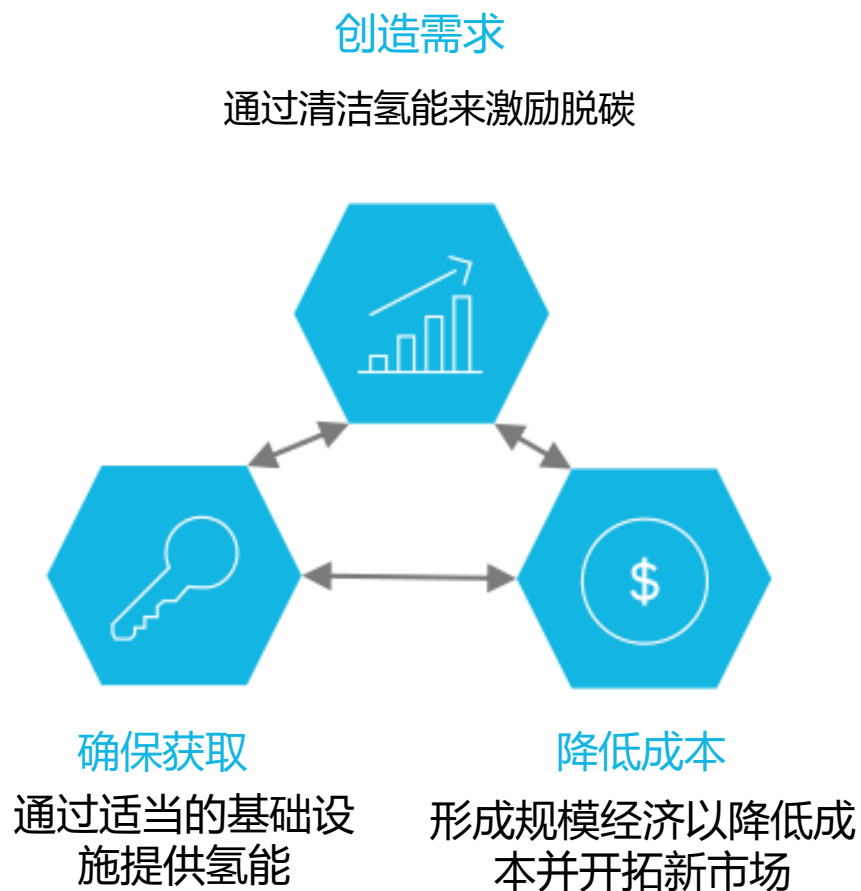 创造需求
通过清洁氢能来激励脱碳
$
确保获取
通过适当的基础设
施提供氢能
降低成本
形成规模经济以降低成
本并开拓新市场